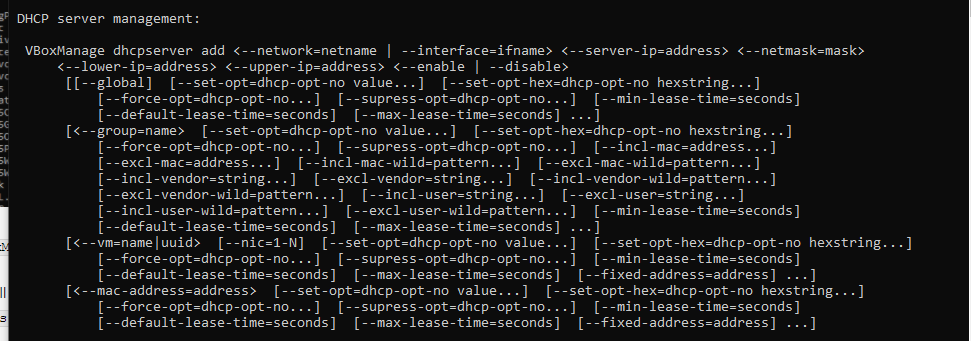 DHCP server management:
VBoxManage dhcpserver add <--network=netname | --interface=ifname> <--server-ip=address> <--netmask=mask>
<--lower-ip=address> <--upper-ip=address> <--enable | --disable>
[[--global] [--set-opt=dhcp-opt-no value...] [--set-opt-hex=dhcp-opt-no hexstring...]
[--force-opt=dhcp-opt-no...] [--supress-opt=dhcp-opt-no...] [--min-lease-time=seconds]
[--default-lease-time=seconds] [--max-lease-time=seconds] ...]
[<--group=name> [--set-opt=dhcp-opt-no value...] [--set-opt-hex=dhcp-opt-no hexstring...]
[--force-opt=dhcp-opt-no...] [--supress-opt=dhcp-opt-no...] [--incl-mac=address...]
[--excl-mac=address...] [--incl-mac-wild=pattern...] [--excl-mac-wild=pattern...]
[--incl-vendor=string...] [--excl-vendor=string...] [--incl-vendor-wild=pattern...]
[--excl-vendor-wild=pattern...] [--incl-user=string...] [--excl-user=string...]
[--incl-user-wild=pattern...] [--excl-user-wild=pattern...] [--min-lease-time=seconds]
[--default-lease-time=seconds] [--max-lease-time=seconds] ...]
[<--vm=name|uuid> [--nic=1-N] [--set-opt=dhcp-opt-no value...] [--set-opt-hex=dhcp-opt-no hexstring...]
[--force-opt=dhcp-opt-no...] [--supress-opt=dhcp-opt-no...] [--min-lease-time=seconds]
[--default-lease-time=seconds] [--max-lease-time=seconds] [--fixed-address=address] ...]
[<--mac-address=address> [--set-opt=dhcp-opt-no value...] [--set-opt-hex=dhcp-opt-no hexstring...]
[--force-opt=dhcp-opt-no...] [--supress-opt=dhcp-opt-no...] [--min-lease-time=seconds]
[--default-lease-time=seconds] [--max-lease-time=seconds] [--fixed-address=address] ...]